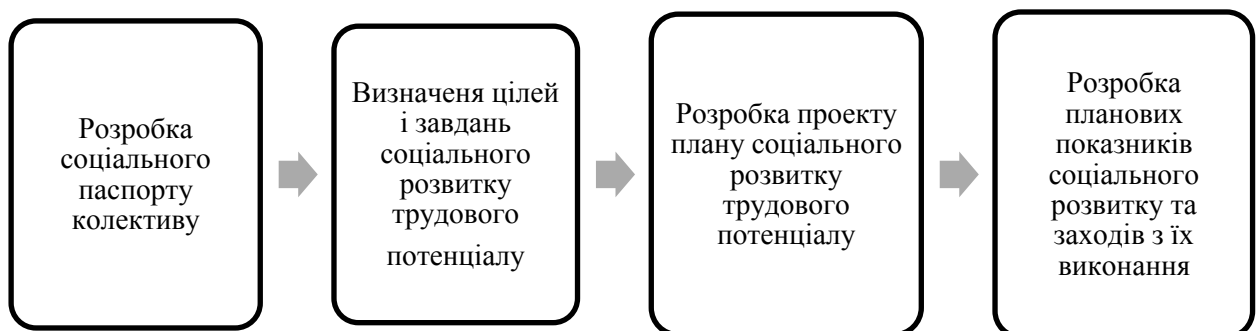 Розробка
соціального
паспорту
колективу
Визначеня цілей
і завдань
соціального
розвитку
трудового
потенціалу
Розробка проекту
плану соціального
розвитку
трудового
потенціалу
Розробка
планових
показників
соціального
розвитку та
заходів з їх
виконання